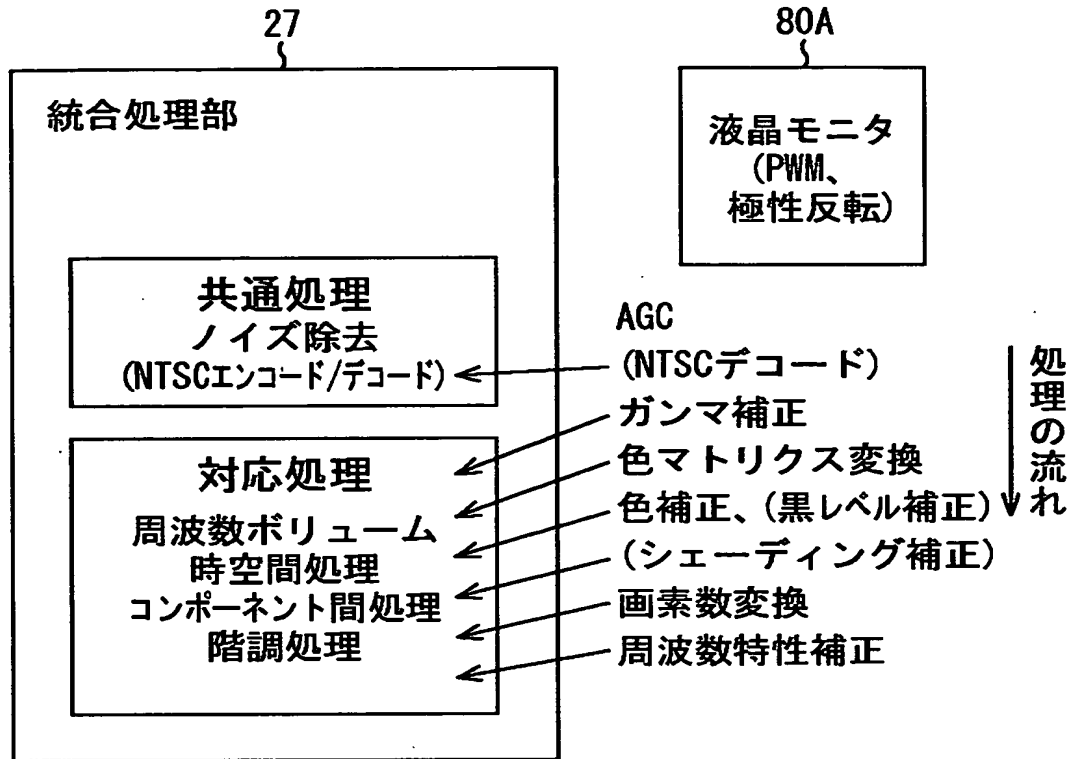 27
統合処理部
共通処理
ノイズ除去
(NTSCエンコード/デコード)
対応処理
周波数ボリューム
時空間処理
コンポーネント間処理
階調処理
80A
液晶モニタ
(PWM、
極性反転)
AGC
(NTSCデコード)
ガンマ補正
色マトリクス変換
色補正、(黒レベル補正)
(シェーディング補正)
画素数変換
周波数特性補正
処理の流れ